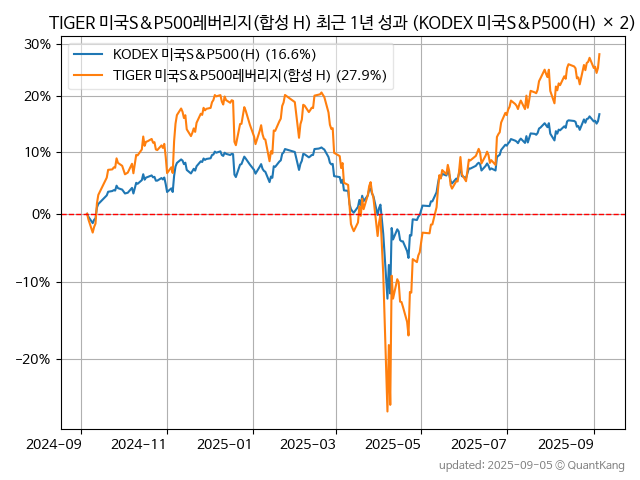 TIGER 미국S&P500레버리지(합성 H) 최근 1년 성과 (KODEX 미국S&P500(H) × 2)
KODEX 미국S&P500(H) (16.6%)
TIGER 미국S&P500레버리지(합성 H) (27.9%)
30%
20%
10%
0%
−10%
−20%
2024-09 2024-11 2025-01 2025-03 2025-05 2025-07 2025-09
updated: 2025-09-05 © QuantKang